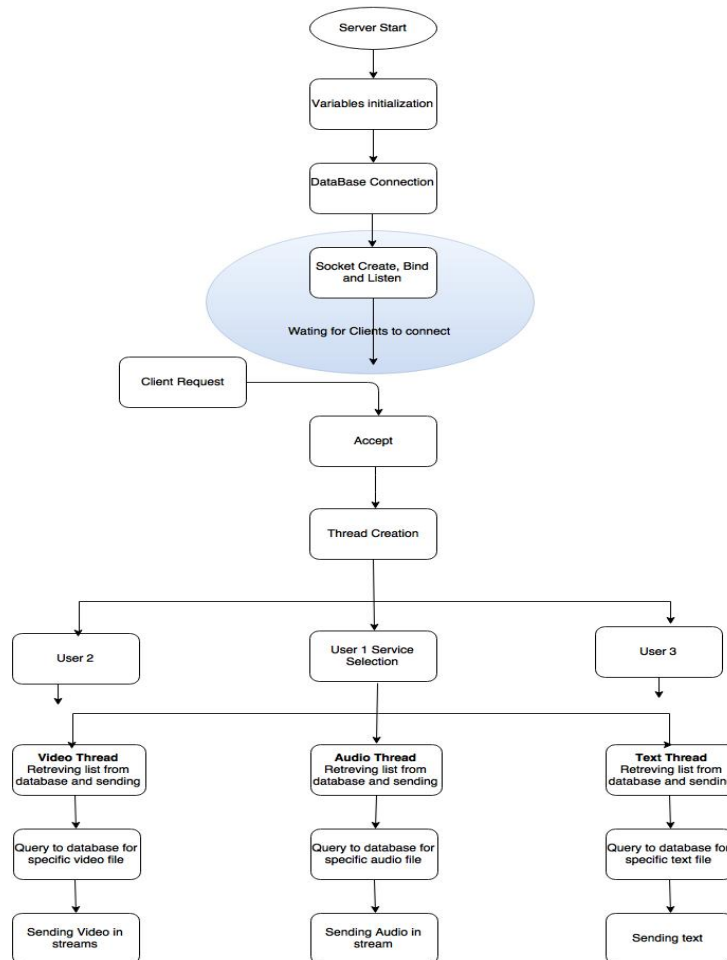 Server Start
Variables initialization
DataBase Connection
Socket Create, Bind
and Listen
Wating for Clients to connect
Client Request
Accept
Thread Creation
User 2
User 1 Service
Selection
User 3
Video Thread
Retreving list from
database and sending
Audio Thread
Retreving list from
database and sending
Text Thread
Retreving list from
database and sending
Query to database for
specific video file
Query to database for
specific audio file
Query to database for
specific text file
Sending Video in
streams
Sending Audio in
stream
Sending text